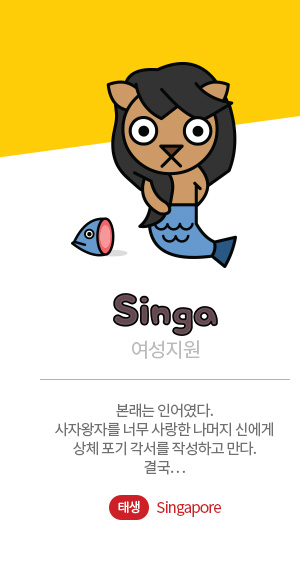 Singa
여성지원
본래는 인어였다.
사자왕자를 너무 사랑한 나머지 신에게
상체 포기 각서를 작성하고 만다.
결국...
태생 Singapore